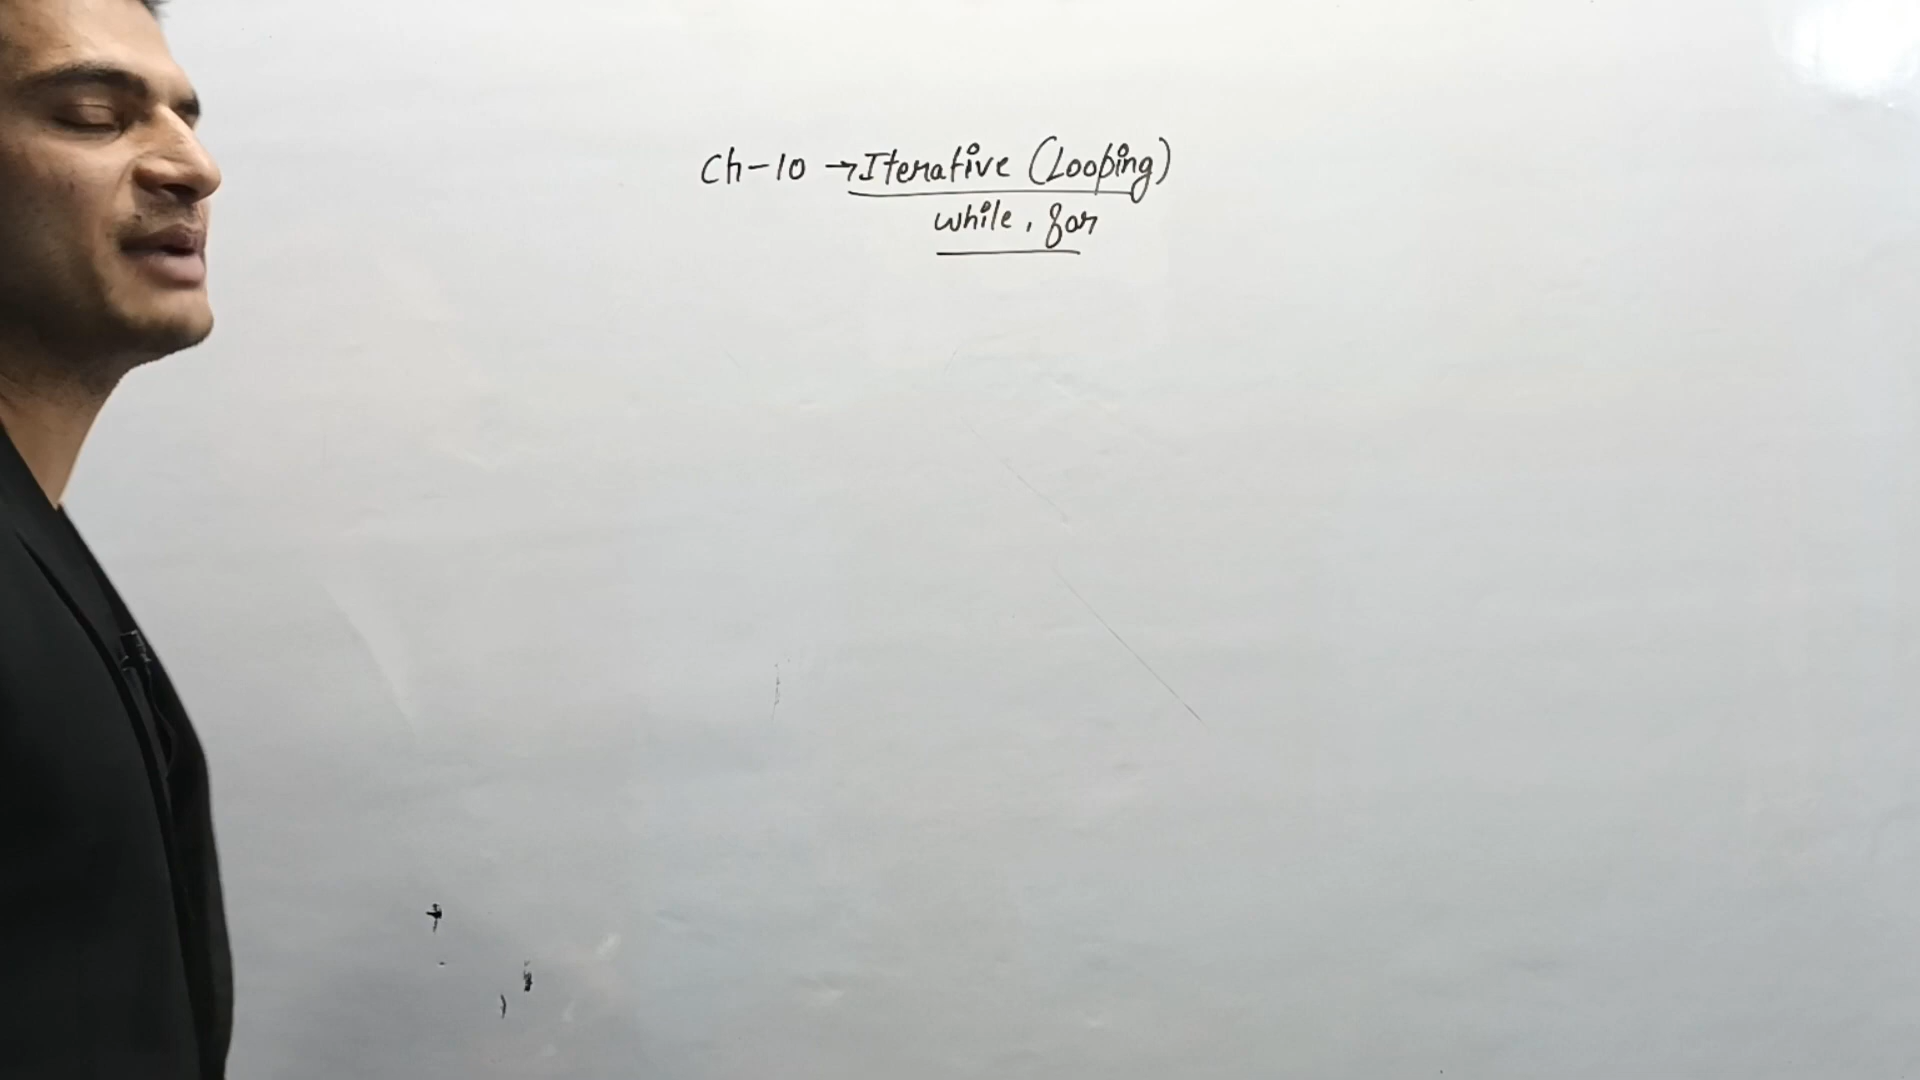 Ch-10 → Iterative (Looping)
while, for